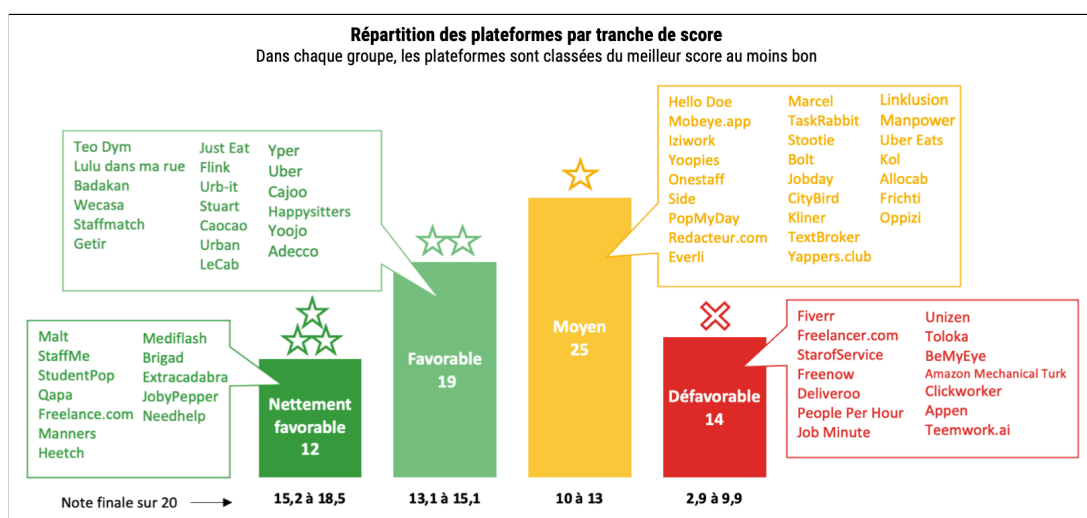 Répartition des plateformes par tranche de score
Dans chaque groupe, les plateformes sont classées du meilleur score au moins bon
Teo Dym
Lulu dans ma rue
Badakan
Wecasa
Staffmatch
Getir
Just Eat
Flink
Urb-it
Stuart
Caocao
Urban
LeCab
Yper
Uber
Cajoo
Happysitters
Yoojo
Adecco
Hello Doe
Mobeye.app
Iziwork
Yoopies
Onestaff
Side
PopMyDay
Redacteur.com
Everli
Marcel
TaskRabbit
Stootie
Bolt
Jobday
CityBird
Kliner
TextBroker
Yappers.club
Linklusion
Manpower
Uber Eats
Kol
Allocab
Frichti
Oppizi
Malt
StaffMe
StudentPop
Qapa
Freelance.com
Manners
Heetch
Mediflash
Brigad
Extracadabra
JobyPepper
Needhelp
Nettement
favorable
12
Favorable
19
Moyen
25
Défavorable
14
Fiverr
Freelancer.com
StarofService
Freenow
Deliveroo
People Per Hour
Job Minute
Unizen
Toloka
BeMyEye
Amazon Mechanical Turk
Clickworker
Appen
Teemwork.ai
Note finale sur 20
15,2 à 18,5
13,1 à 15,1
10 à 13
2,9 à 9,9